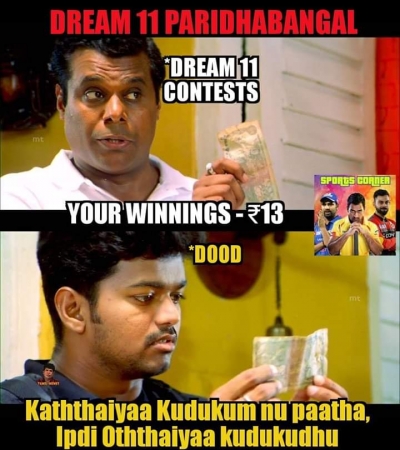 DREAM 11 PARIDHABANGAL
*DREAM 11
CONTESTS
SPORTS CORNER
YOUR WINNINGS - ₹13
*DOOD
Kaththaiyaa Kudukum nu paatha,
Ipdi Oththaiyaa kudukudhu